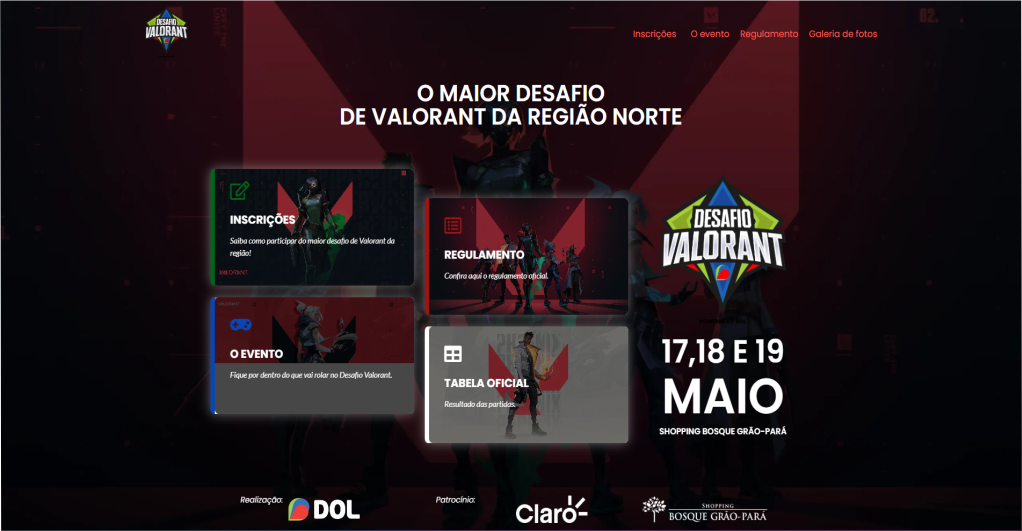 DESAFIO
VALORANT
Inscrições
O evento
Regulamento
Galeria de fotos
02.
O MAIOR DESAFIO
DE VALORANT DA REGIÃO NORTE
INSCRIÇÕES
Saiba como participar do maior desafio de Valorant da
região!
REGULAMENTO
Confira aqui o regulamento oficial.
O EVENTO
Fique por dentro do que vai rolar no Desafio Valorant.
TABELA OFICIAL
Resultado das partidas.
DESAFIO
VALORANT
17,18 E 19
MAIO
SHOPPING BOSQUE GRÃO-PARÁ
Realização:
DOL
Patrocínio:
Claro
SHOPPING
BOSQUE GRÃO-PARÁ